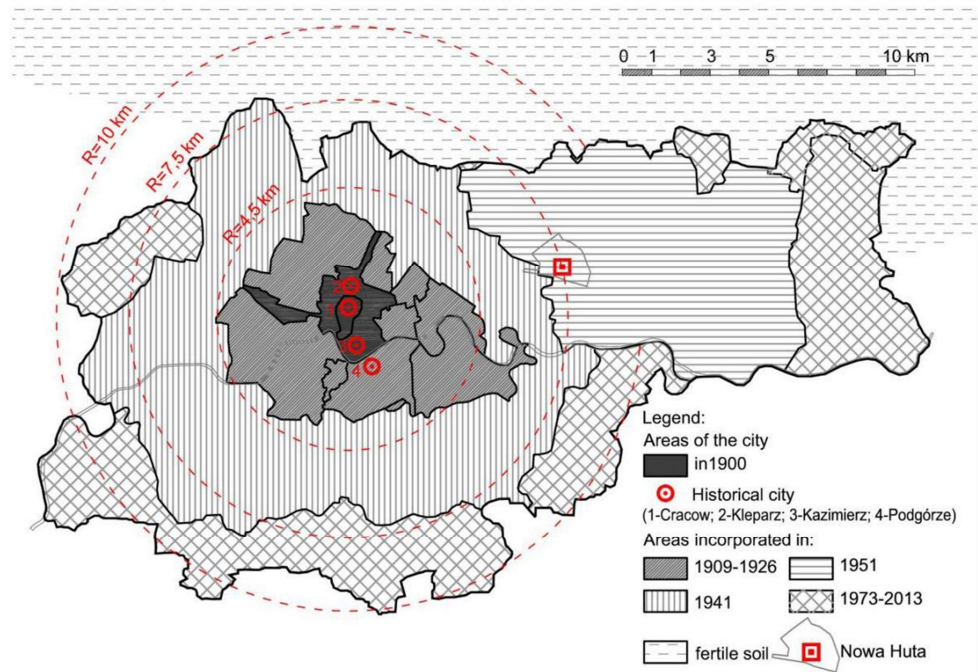 0 1 3 5 10 km
R=10 km
R=7,5 km
R=4,5 km
2
1
3
4
Legend:
Areas of the city
in1900
Historical city
(1-Cracow; 2-Kleparz; 3-Kazimierz; 4-Podgórze)
Areas incorporated in:
1909-1926
1951
1941
1973-2013
fertile soil
Nowa Huta